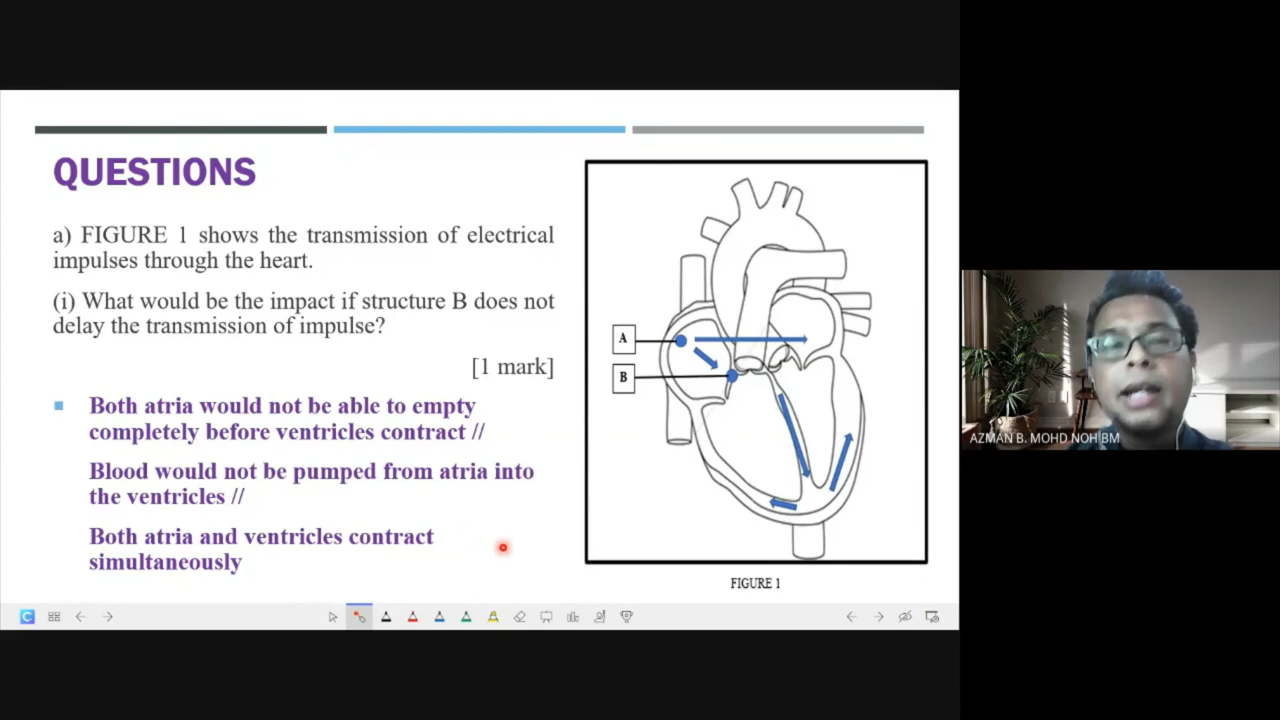 QUESTIONS
a) FIGURE 1 shows the transmission of electrical
impulses through the heart.
(i) What would be the impact if structure B does not
delay the transmission of impulse?
[1 mark]
Both atria would not be able to empty
completely before ventricles contract //
Blood would not be pumped from atria into
the ventricles //
Both atria and ventricles contract
simultaneously
A
B
FIGURE 1
C
AZMAN B. MOHD NOH BM